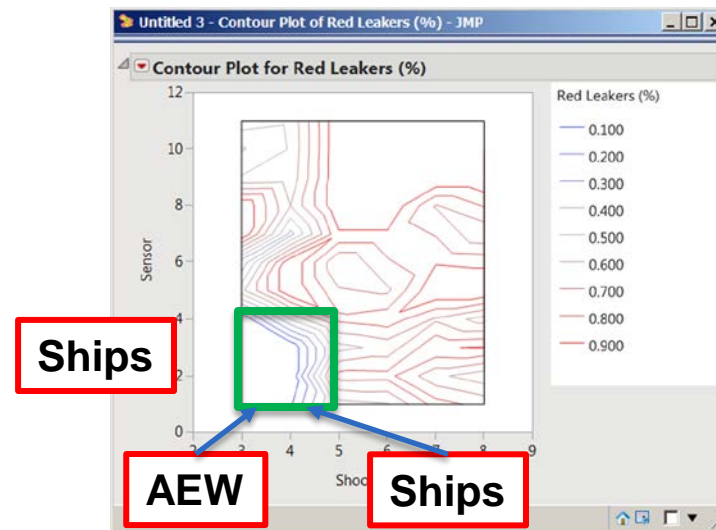 Untitled 3 - Contour Plot of Red Leakers (%) - JMP
Contour Plot for Red Leakers (%)
12
10
8
6
4
2
0
Sensor
2 3 4 5 6 7 8 9
Shoo
Red Leakers (%)
0.100
0.200
0.300
0.400
0.500
0.600
0.700
0.800
0.900
Ships
AEW
Ships